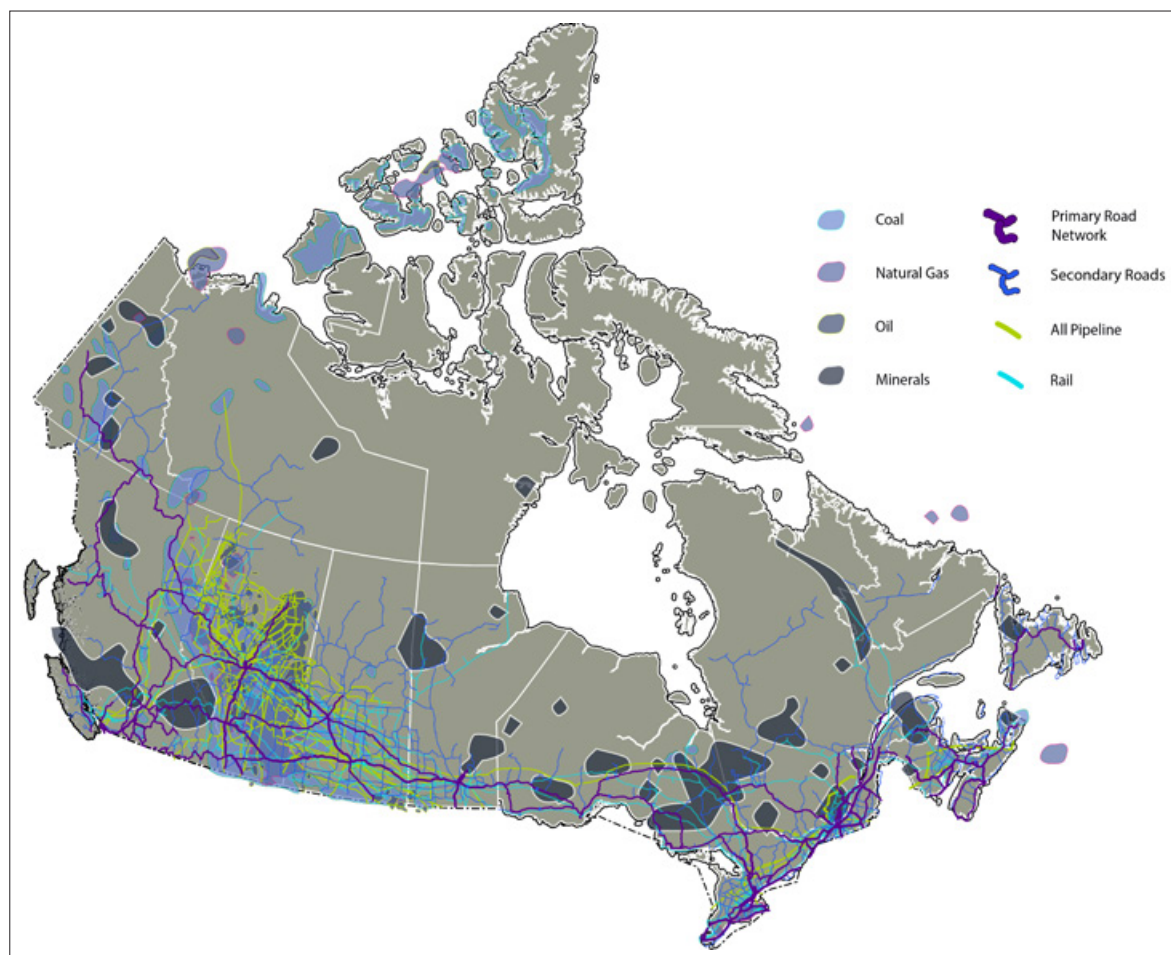 Coal
Natural Gas
Oil
Minerals
Primary Road
Network
Secondary Roads
All Pipeline
Rail